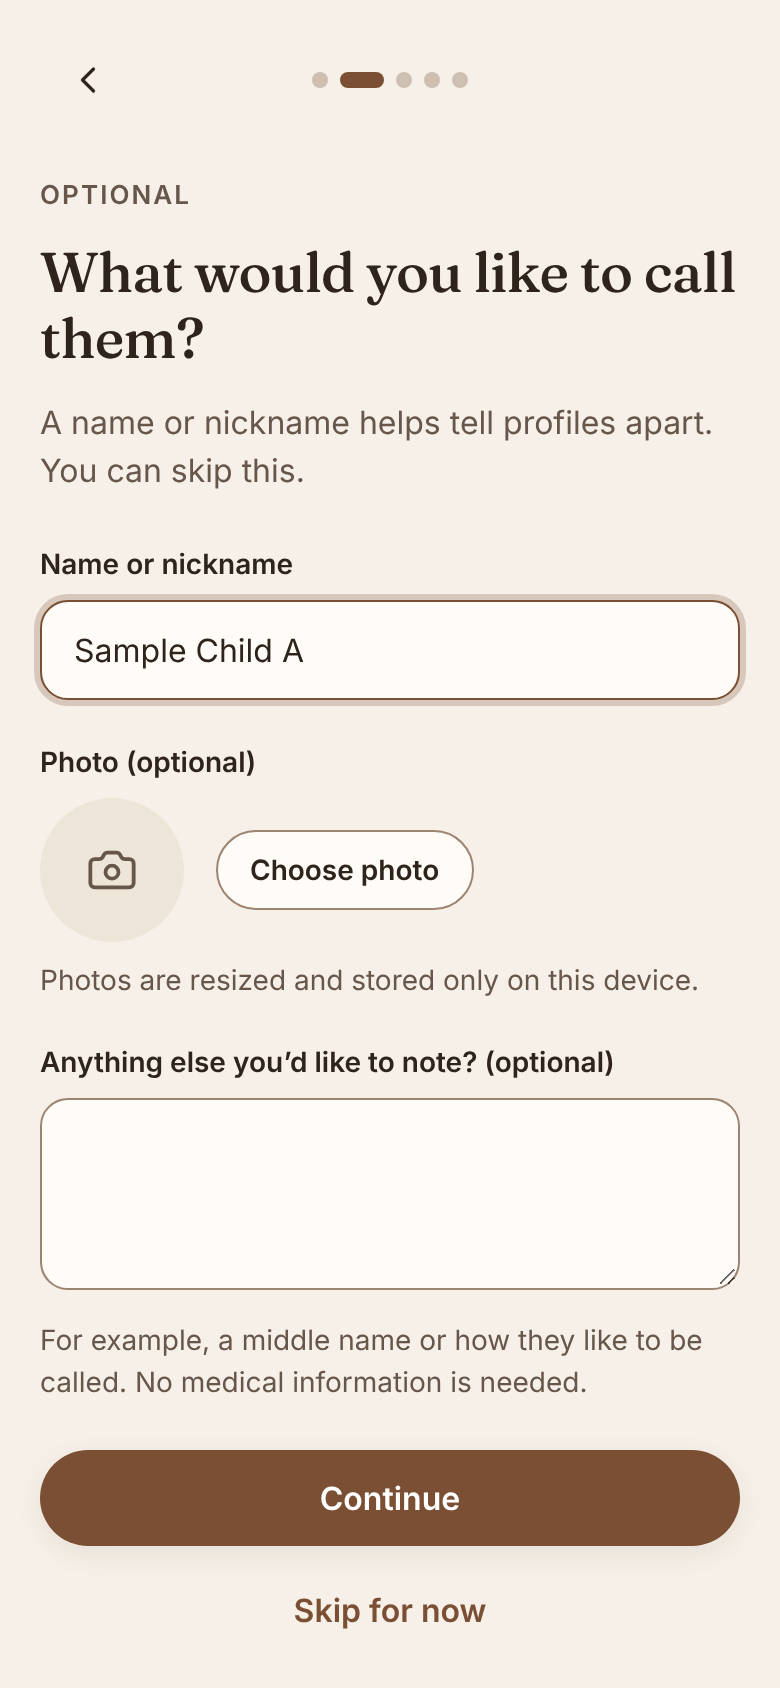 OPTIONAL
What would you like to call
them?
A name or nickname helps tell profiles apart.
You can skip this.
Name or nickname
Sample Child A
Photo (optional)
Choose photo
Photos are resized and stored only on this device.
Anything else you’d like to note? (optional)
For example, a middle name or how they like to be
called. No medical information is needed.
Continue
Skip for now